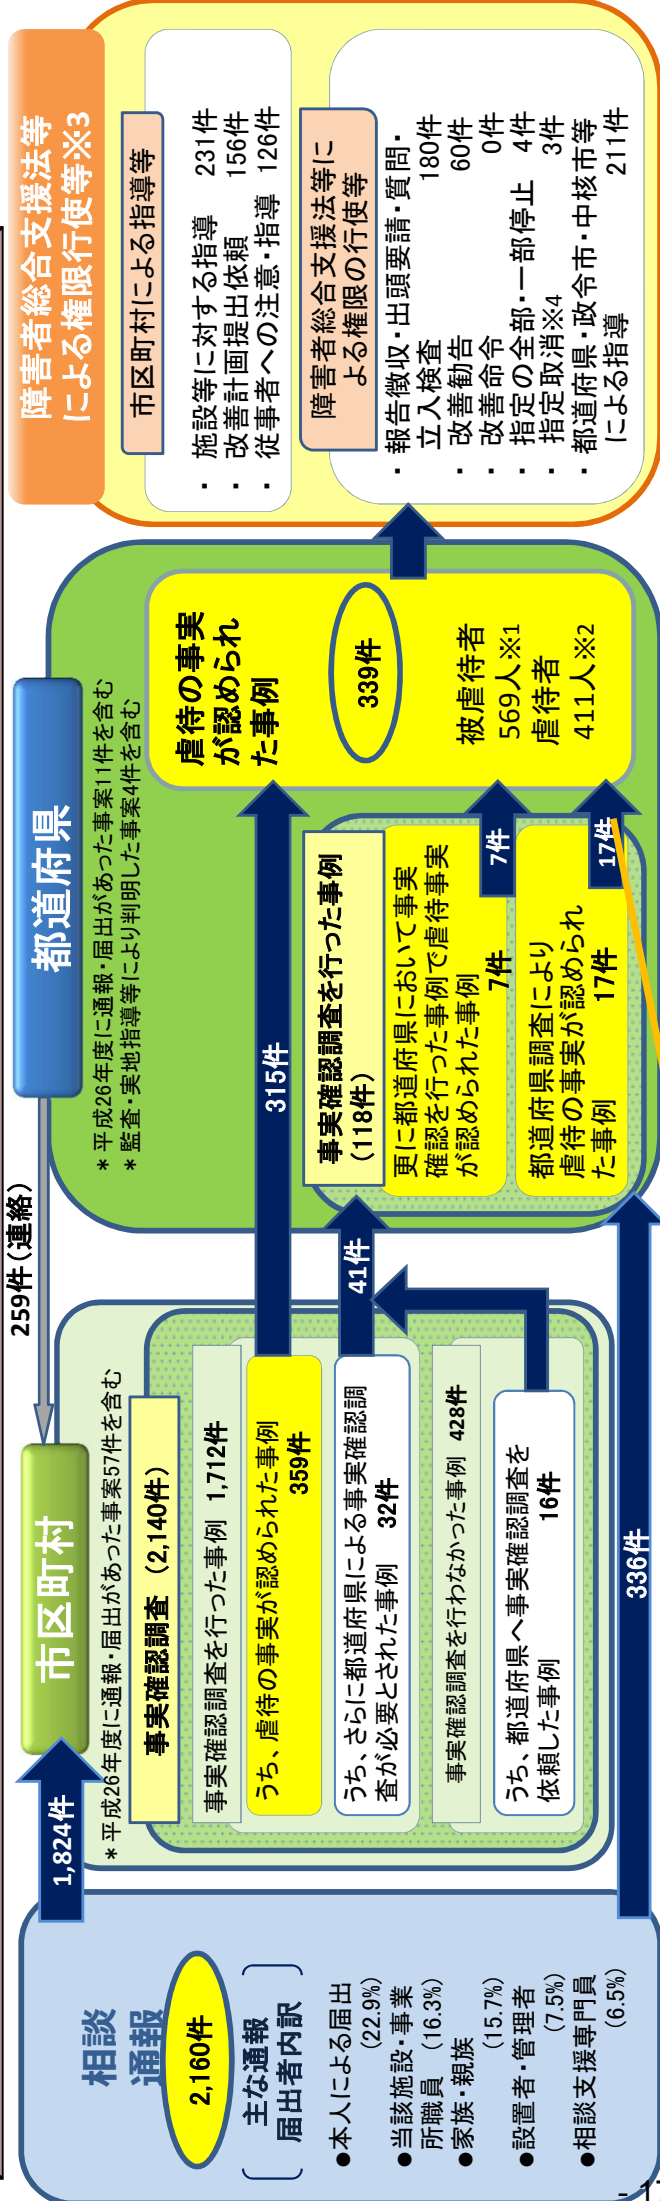 相談
通報
2,160件
主な通報
届出者内訳
●本人による届出
(22.9%)
●当該施設・事業
所職員 (16.3%)
●家族・親族
(15.7%)
●設置者・管理者
(7.5%)
●相談支援専門員
(6.5%)
1,824件
336件
市区町村
259件(連絡)
＊平成26年度に通報・届出があった事案57件を含む
事実確認調査 (2,140件)
事実確認調査を行った事例 1,712件
うち、虐待の事実が認められた事例
359件
うち、さらに都道府県による事実確認調
査が必要とされた事例 32件
事実確認調査を行わなかった事例 428件
うち、都道府県へ事実確認調査を
依頼した事例 16件
315件
41件
都道府県
＊平成26年度に通報・届出があった事案11件を含む
＊監査・実地指導等により判明した事案4件を含む
事実確認調査を行った事例
(118件)
更に都道府県において事実
確認を行った事例で虐待事実
が認められた事例
7件
都道府県調査により
虐待の事実が認められ
た事例 17件
7件
17件
虐待の事実
が認められ
た事例
339件
被虐待者
569人※1
虐待者
411人※2
障害者総合支援法等
による権限行使等※3
市区町村による指導等
・ 施設等に対する指導 231件
・ 改善計画提出依頼 156件
・ 従事者への注意・指導 126件
障害者総合支援法等に
よる権限の行使等
・ 報告徴収・出頭要請・質問・
立入検査 180件
・ 改善勧告 60件
・ 改善命令 0件
・ 指定の全部・一部停止 4件
・ 指定取消※4 3件
・ 都道府県・政令市・中核市等
による指導 211件